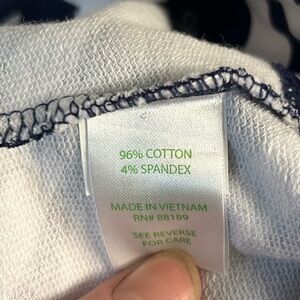 96% COTTON
4% SPANDEX
MADE IN VIETNAM
RN# 88189
SEE REVERSE
FOR CARE